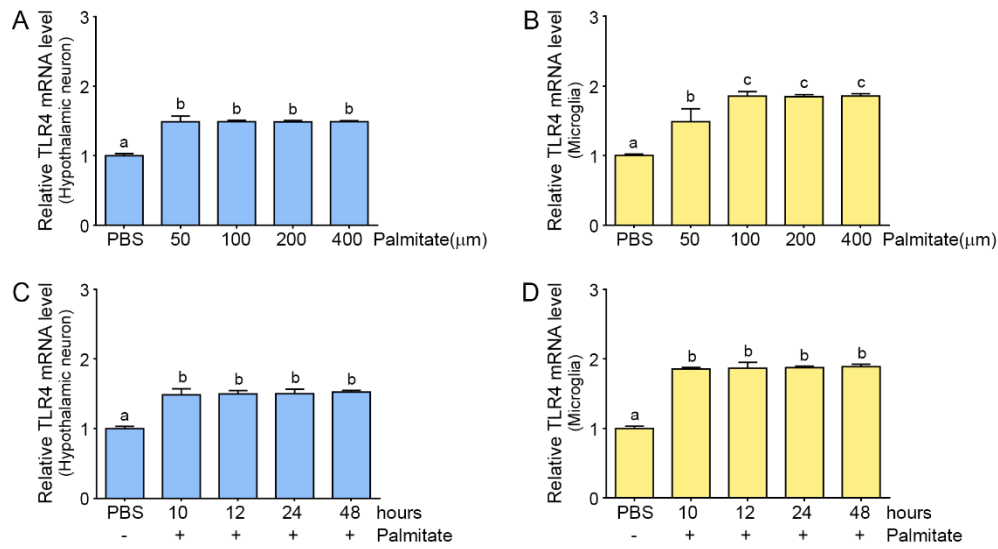 A
Relative TLR4 mRNA level
(Hypothalamic neuron)
3
2
1
0
a
b
b
b
b
PBS 50 100 200 400 Palmitate(μm)
B
Relative TLR4 mRNA level
(Microglia)
3
2
1
0
a
b
c
c
c
PBS 50 100 200 400 Palmitate(μm)
C
Relative TLR4 mRNA level
(Hypothalamic neuron)
3
2
1
0
a
b
b
b
b
PBS 10 12 24 48 hours
- + + + + Palmitate
D
Relative TLR4 mRNA level
(Microglia)
3
2
1
0
a
b
b
b
b
PBS 10 12 24 48 hours
- + + + + Palmitate